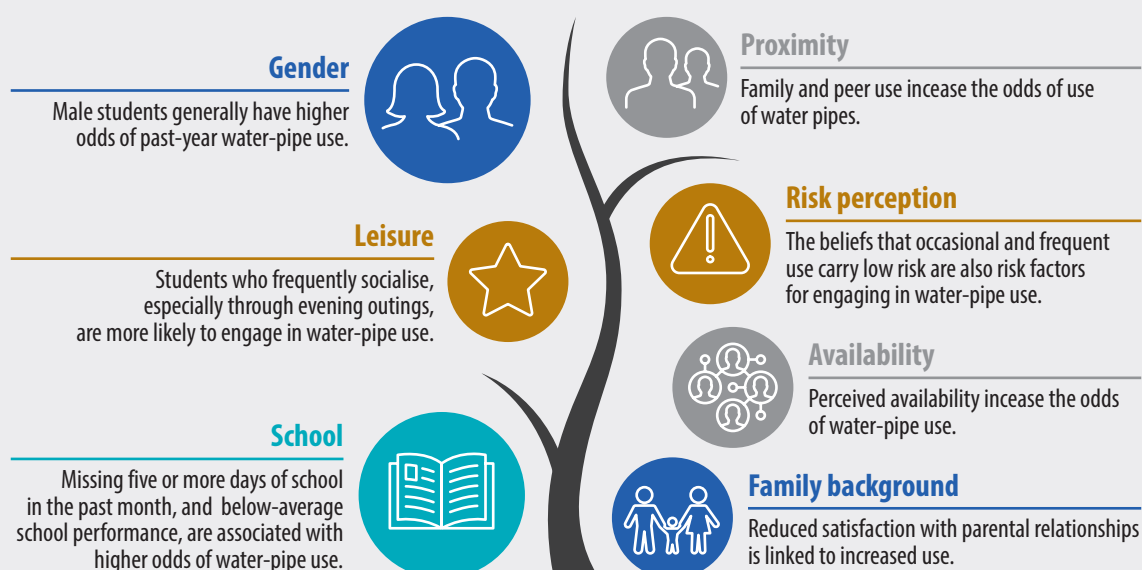 Gender
Male students generally have higher
odds of past-year water-pipe use.
Leisure
Students who frequently socialise,
especially through evening outings,
are more likely to engage in water-pipe use.
School
Missing five or more days of school
in the past month, and below-average
school performance, are associated with
higher odds of water-pipe use.
Proximity
Family and peer use incease the odds of use
of water pipes.
Risk perception
The beliefs that occasional and frequent
use carry low risk are also risk factors
for engaging in water-pipe use.
Availability
Perceived availability incease the odds
of water-pipe use.
Family background
Reduced satisfaction with parental relationships
is linked to increased use.